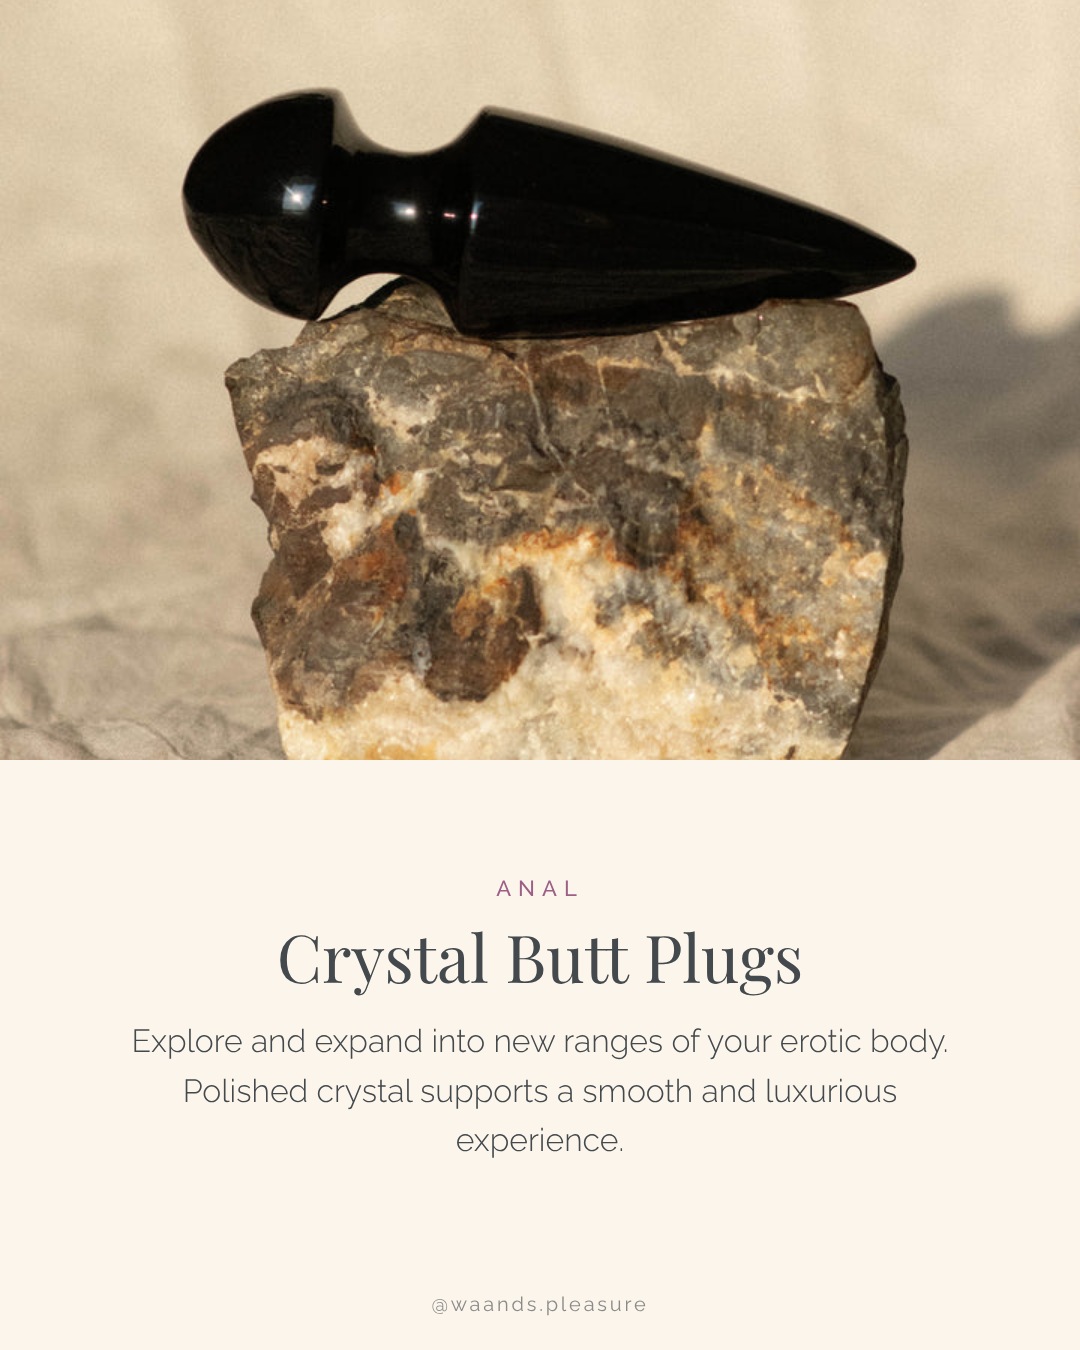 ANAL
Crystal Butt Plugs
Explore and expand into new ranges of your erotic body.
Polished crystal supports a smooth and luxurious
experience.
@waands.pleasure